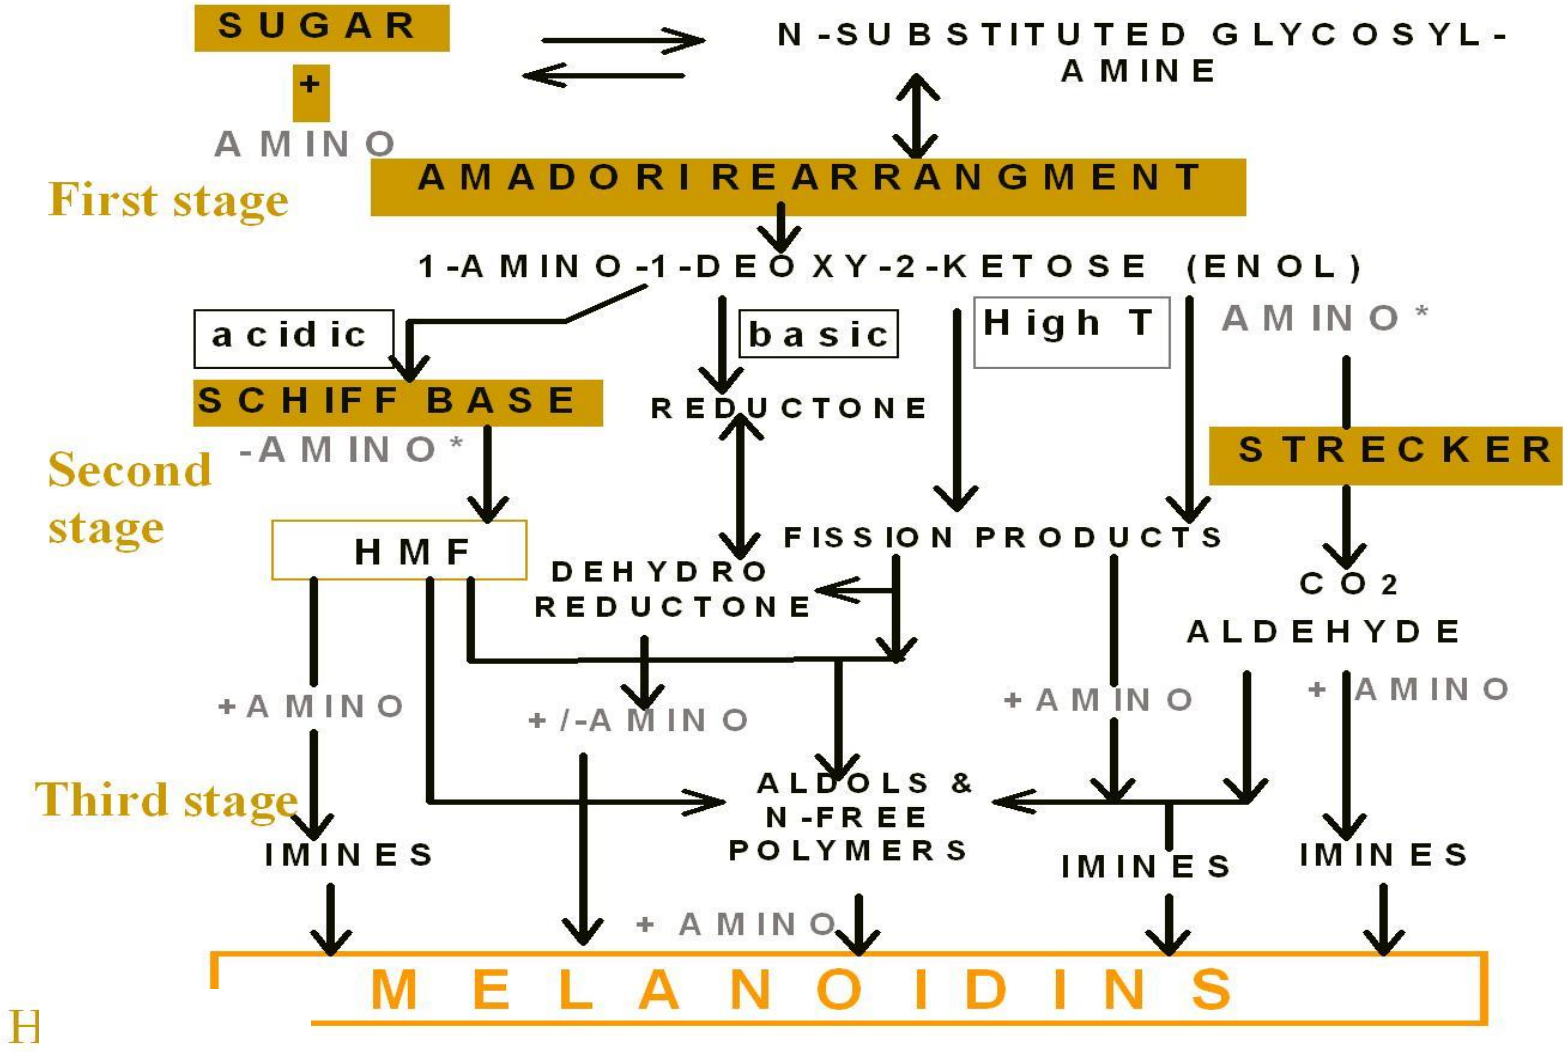 SUGAR
+
AMINO
N-SUBSTITUTED GLYCOSYL-
AMINE
First stage
AMADORI REARRANGMENT
1-AMINO-1-DEOXY-2-KETOSE (ENOL)
acidic
basic
High T
AMINO*
SCHIFF BASE
REDUCTONE
-AMINO*
STRECKER
Second
stage
HMF
FISSION PRODUCTS
DEHYDRO
REDUCTONE
CO2
ALDEHYDE
+AMINO
+/-AMINO
+AMINO
+ AMINO
Third stage
ALDOLS &
N-FREE
POLYMERS
IMINES
IMINES
IMINES
+ AMINO
MELANOIDINS
H